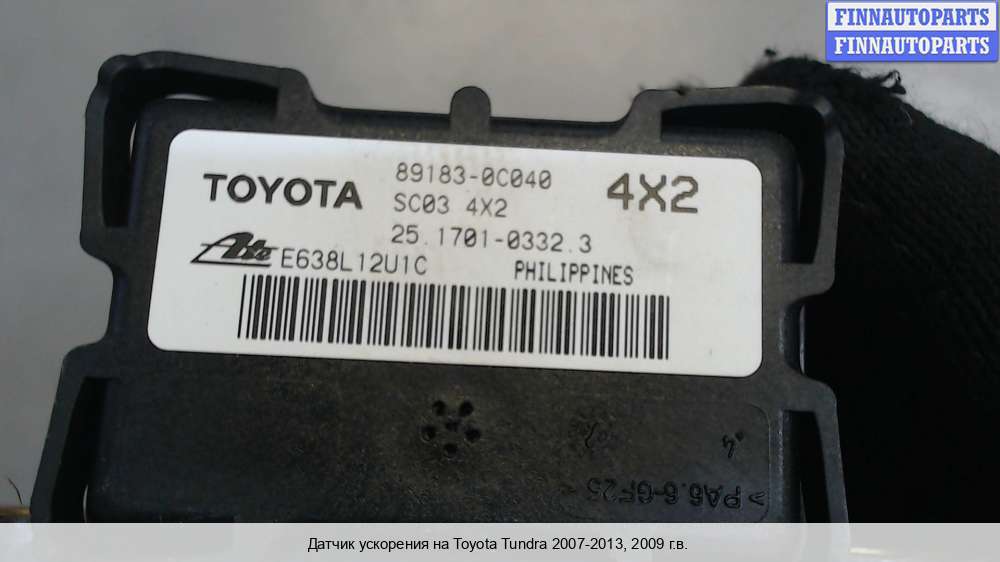 FINNAUTOPARTS
FINNAUTOPARTS
TOYOTA
89183-0C040
4X2
SC03 4X2
25.1701-0332.3
Ate E638L12U1C
PHILIPPINES
>PA6.6-GF25
Датчик ускорения на Toyota Tundra 2007-2013, 2009 г.в.